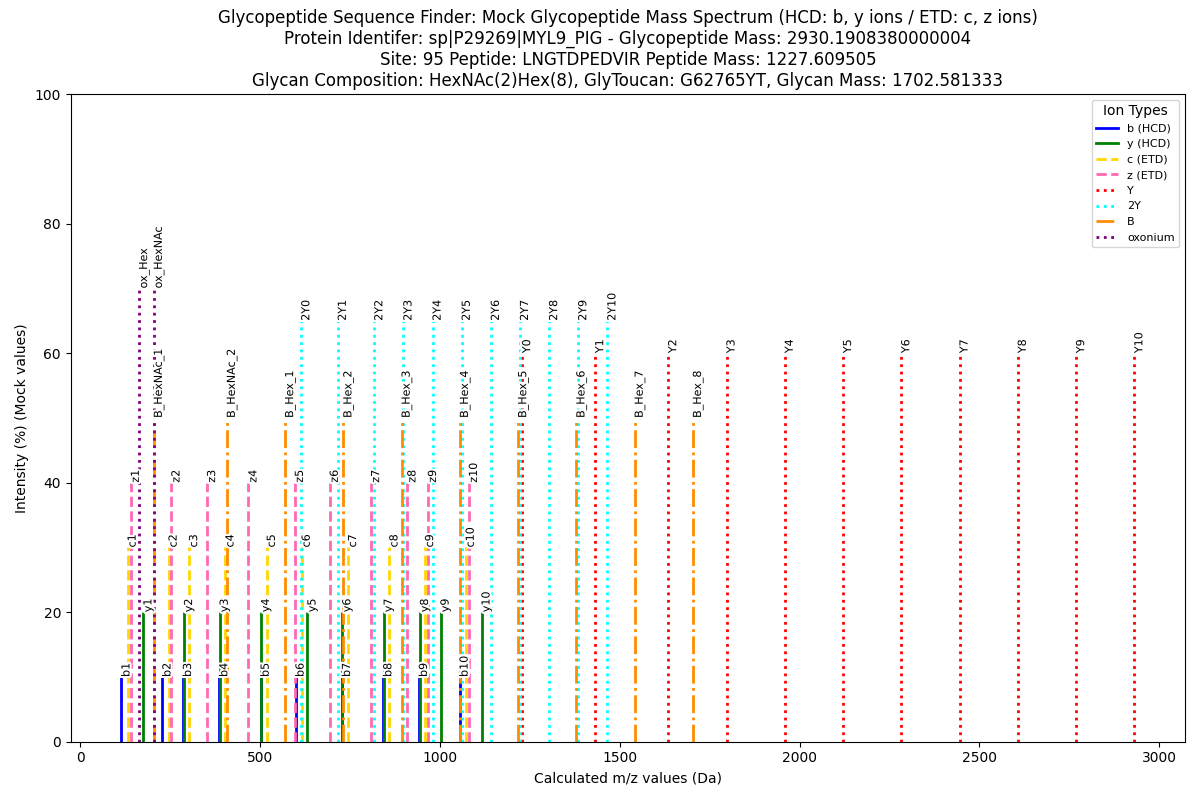 Glycopeptide Sequence Finder: Mock Glycopeptide Mass Spectrum (HCD: b, y ions / ETD: c, z ions)
Protein Identifer: sp|P29269|MYL9_PIG - Glycopeptide Mass: 2930.1908380000004
Site: 95 Peptide: LNGTDPEDVIR Peptide Mass: 1227.609505
Glycan Composition: HexNAc(2)Hex(8), GlyToucan: G62765YT, Glycan Mass: 1702.581333
Ion Types
b (HCD)
y (HCD)
c (ETD)
z (ETD)
Y
2Y
B
oxonium
Intensity (%) (Mock values)
100
80
60
40
20
0
ox_Hex
ox_HexNAc
2Y0
2Y1
2Y2
2Y3
2Y4
2Y5
2Y6
2Y7
2Y8
2Y9
2Y10
Y0
Y1
Y2
Y3
Y4
Y5
Y6
Y7
Y8
Y9
Y10
B_HexNAc_1
B_HexNAc_2
B_Hex_1
B_Hex_2
B_Hex_3
B_Hex_4
B_Hex_5
B_Hex_6
B_Hex_7
B_Hex_8
z1
z2
z3
z4
z5
z6
z7
z8
z9
z10
c1
c2
c3
c4
c5
c6
c7
c8
c9
c10
y1
y2
y3
y4
y5
y6
y7
y8
y9
y10
b1
b2
b3
b4
b5
b6
b7
b8
b9
b10
0
500
1000
1500
2000
2500
3000
Calculated m/z values (Da)